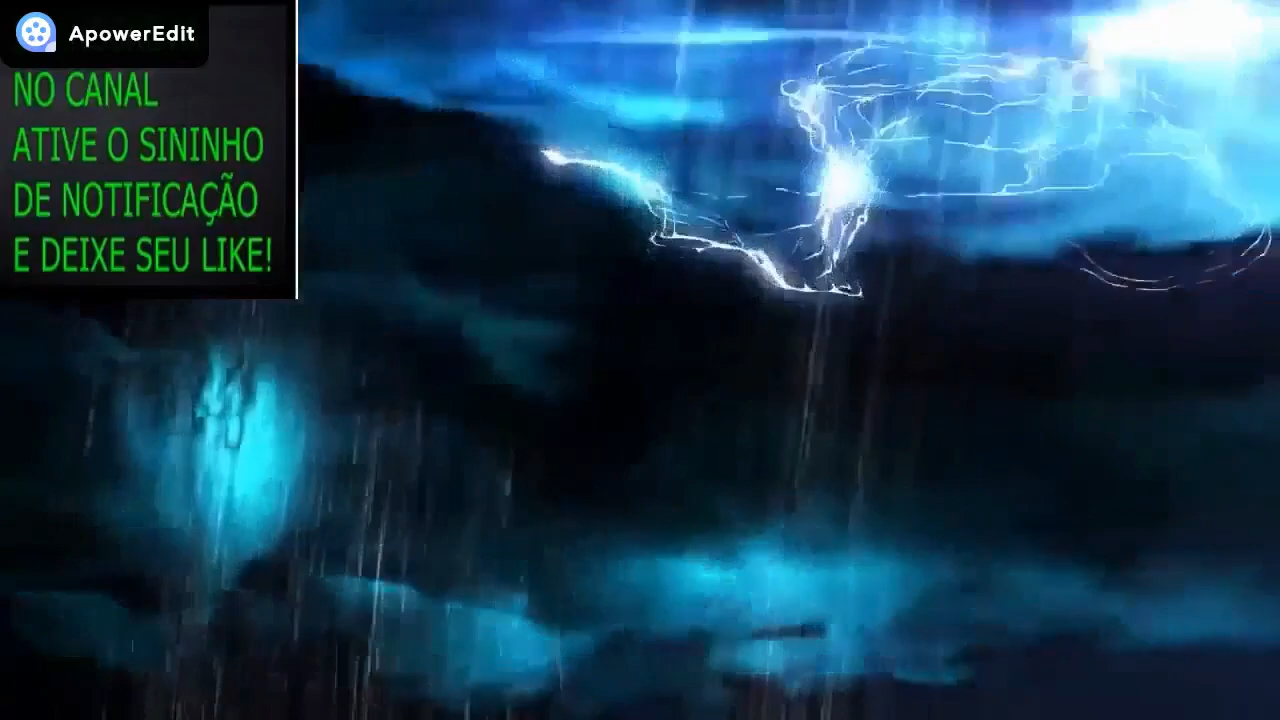 ApowerEdit
NO CANAL
ATIVE O SININHO
DE NOTIFICAÇÃO
E DEIXE SEU LIKE!